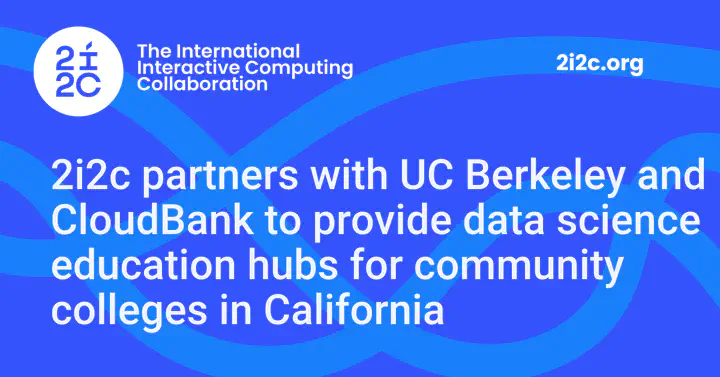 2i
2C
The International
Interactive Computing
Collaboration
2i2c.org
2i2c partners with UC Berkeley and
CloudBank to provide data science
education hubs for community
colleges in California